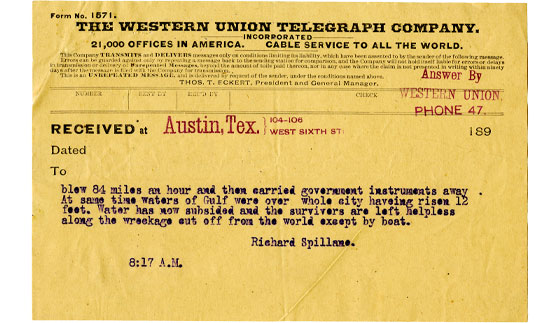 Form No. 1571.
THE WESTERN UNION TELEGRAPH COMPANY.
INCORPORATED
21,000 OFFICES IN AMERICA. CABLE SERVICE TO ALL THE WORLD.
This Company TRANSMITS and DELIVERS messages only on conditions limiting its liability, which have been assented to by the sender of the following message.
Errors can be guarded against only by repeating a message back to the sending station for comparison, and the Company will not hold itself liable for errors or delays
in transmission or delivery of Unrepeated Messages, beyond the amount of tolls paid thereon, nor in any case where the claim is not presented in writing within sixty days
after the message is filed with the Company for transmission.
This is an UNREPEATED MESSAGE, and is delivered by request of the sender, under the conditions named above.
THOS. T. ECKERT, President and General Manager.
Answer By
WESTERN UNION,
PHONE 47.
NUMBER SENT BY REC'D BY CHECK
RECEIVED at Austin, Tex. 104-106
WEST SIXTH ST.
189
Dated
To
blew 84 miles an hour and then carried government instruments away
At same time waters of Gulf were over whole city haveing risen 12
feet. Water has now subsided and the survivers are left helpless
along the wreckage cut off from the world except by boat.
Richard Spillane.
8:17 A.M.